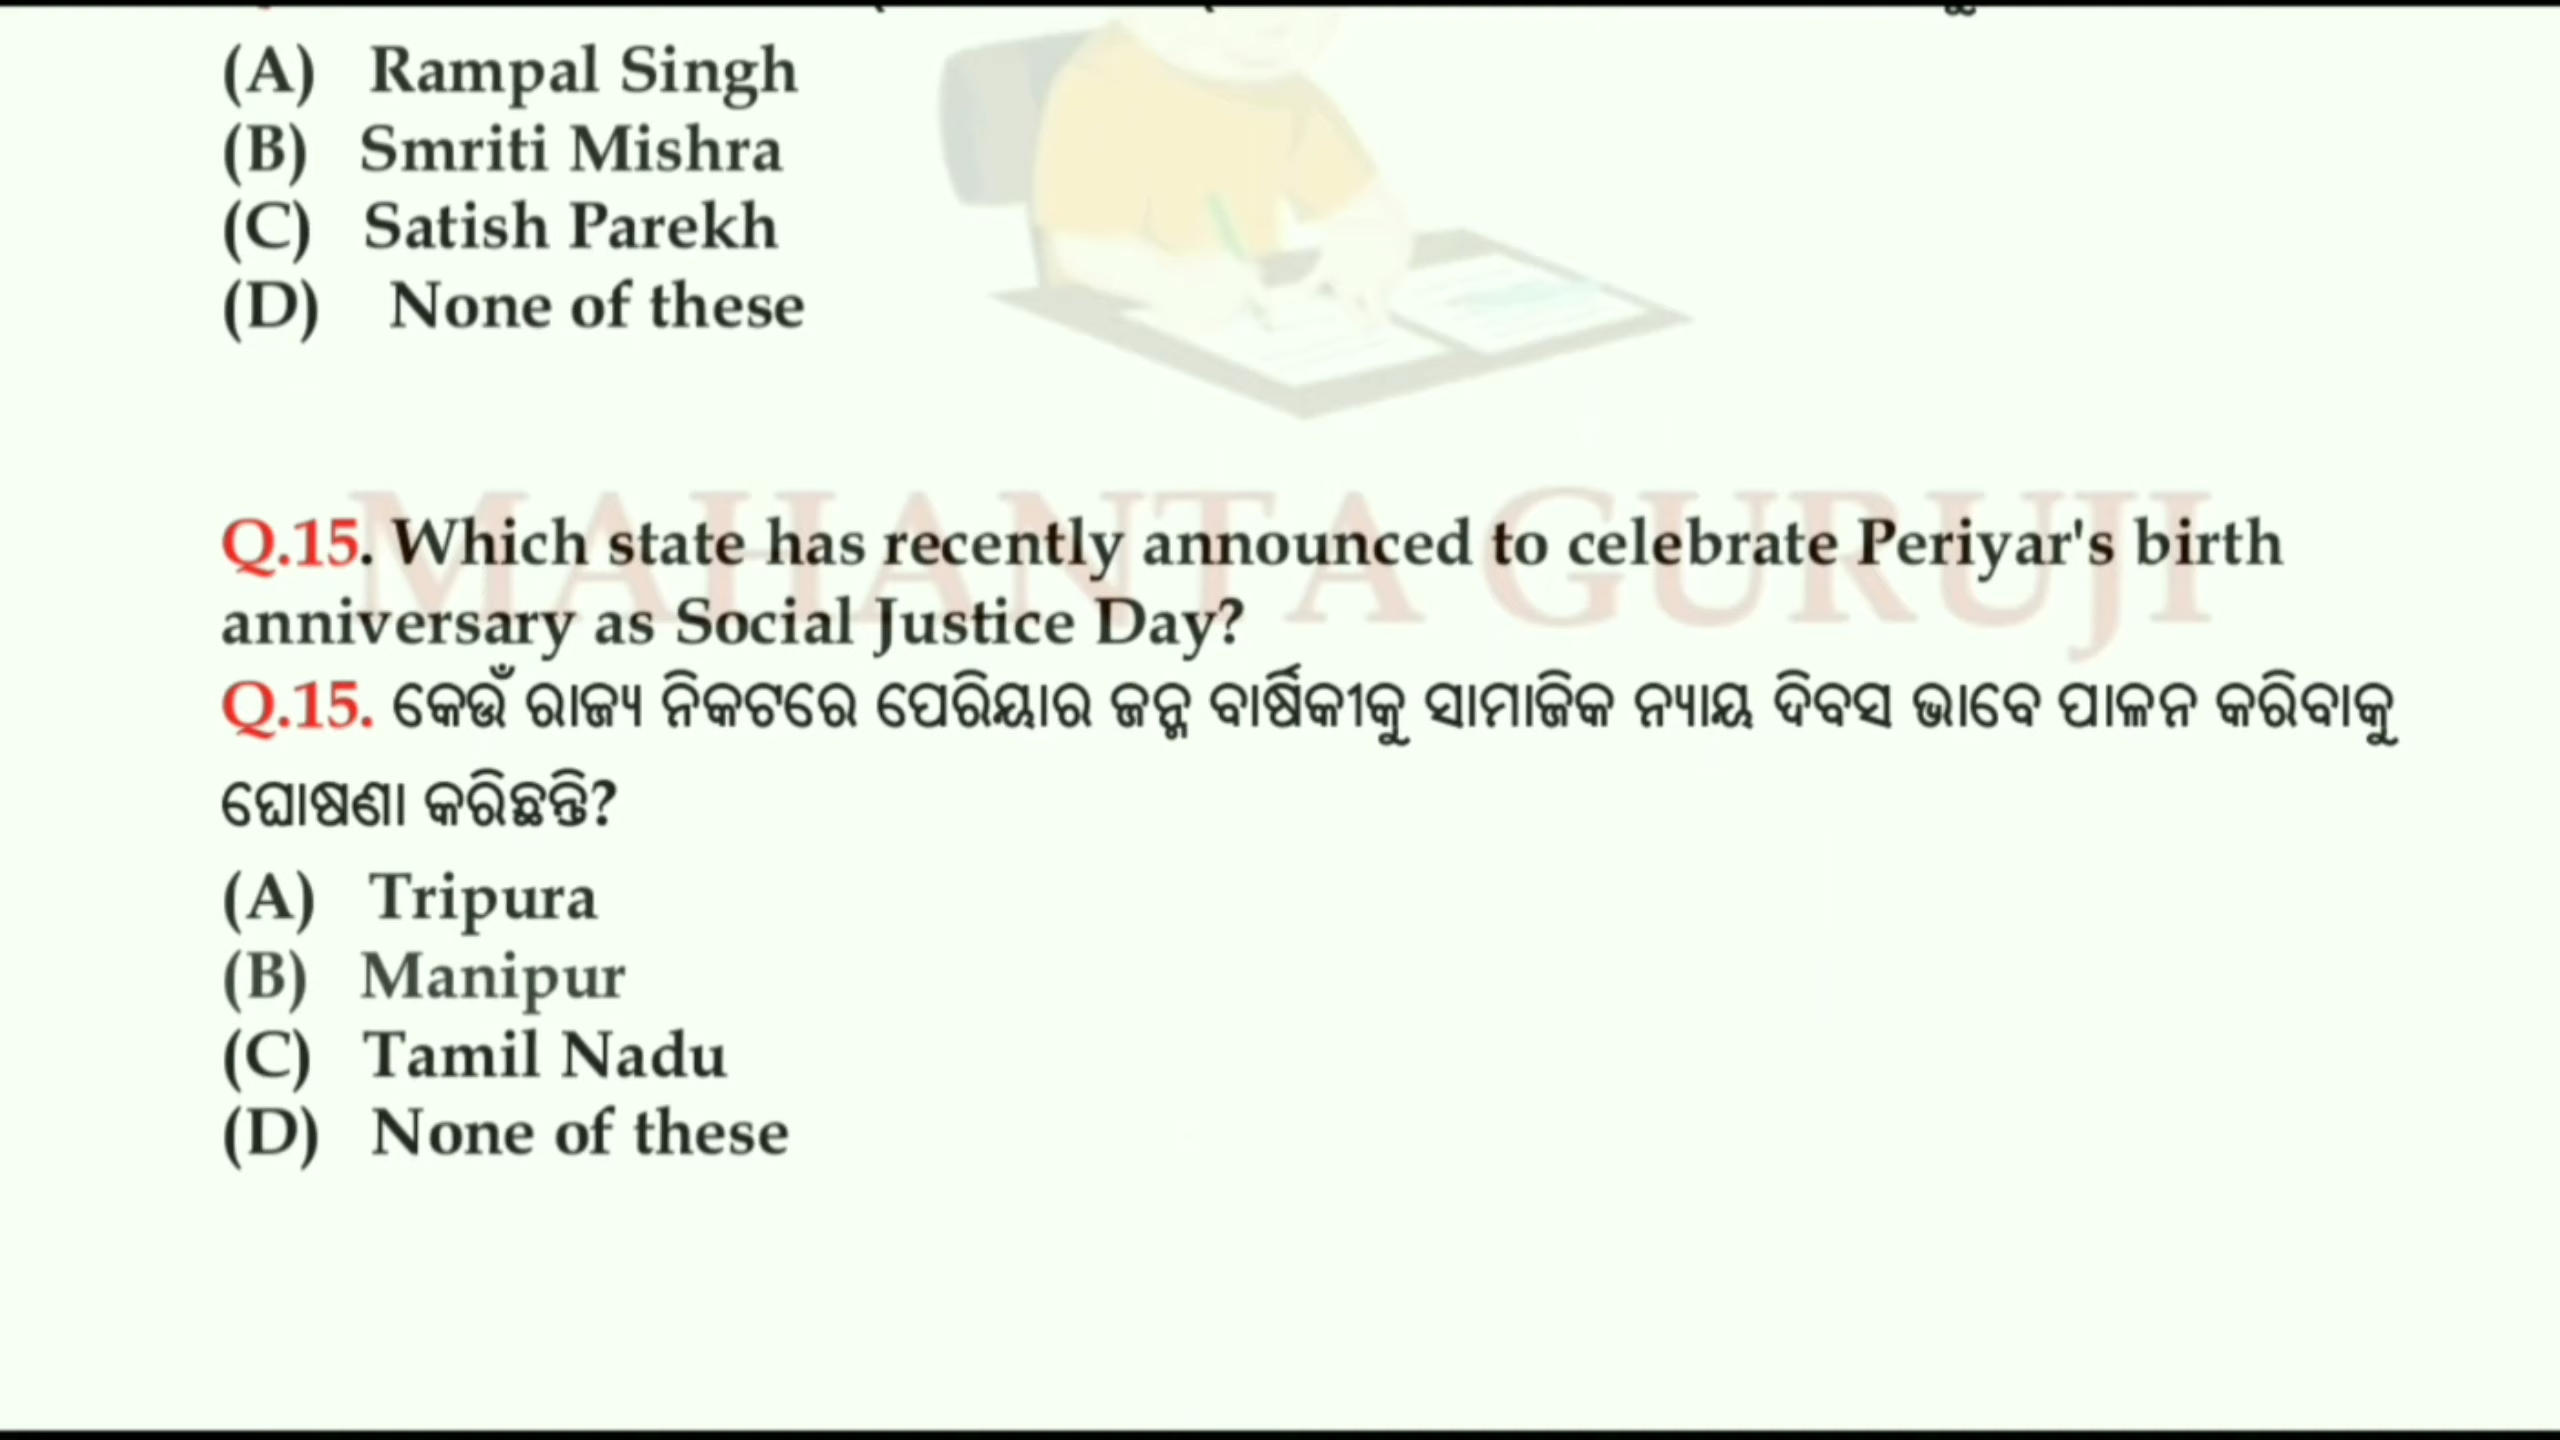 (A) Rampal Singh
(B) Smriti Mishra
(C) Satish Parekh
(D) None of these
MAHANTA GURUJI
Q.15. Which state has recently announced to celebrate Periyar's birth
anniversary as Social Justice Day?
Q.15. କେଉଁ ରାଜ୍ୟ ନିକଟରେ ପେରିୟାର ଜନ୍ମ ବାର୍ଷିକୀକୁ ସାମାଜିକ ନ୍ୟାୟ ଦିବସ ଭାବେ ପାଳନ କରିବାକୁ
ଘୋଷଣା କରିଛନ୍ତି?
(A) Tripura
(B) Manipur
(C) Tamil Nadu
(D) None of these